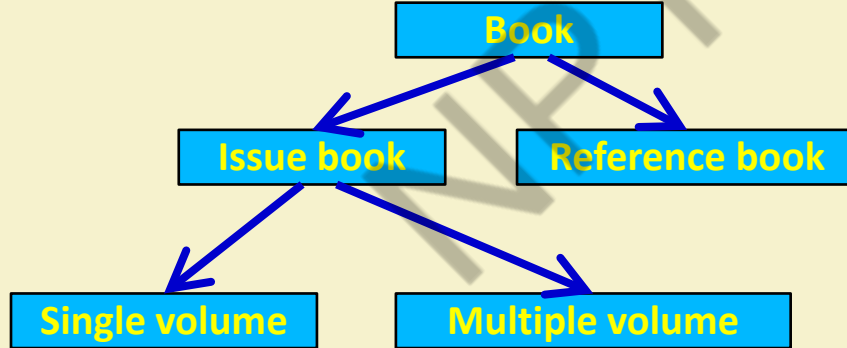 Book
Issue book
Reference book
Single volume
Multiple volume